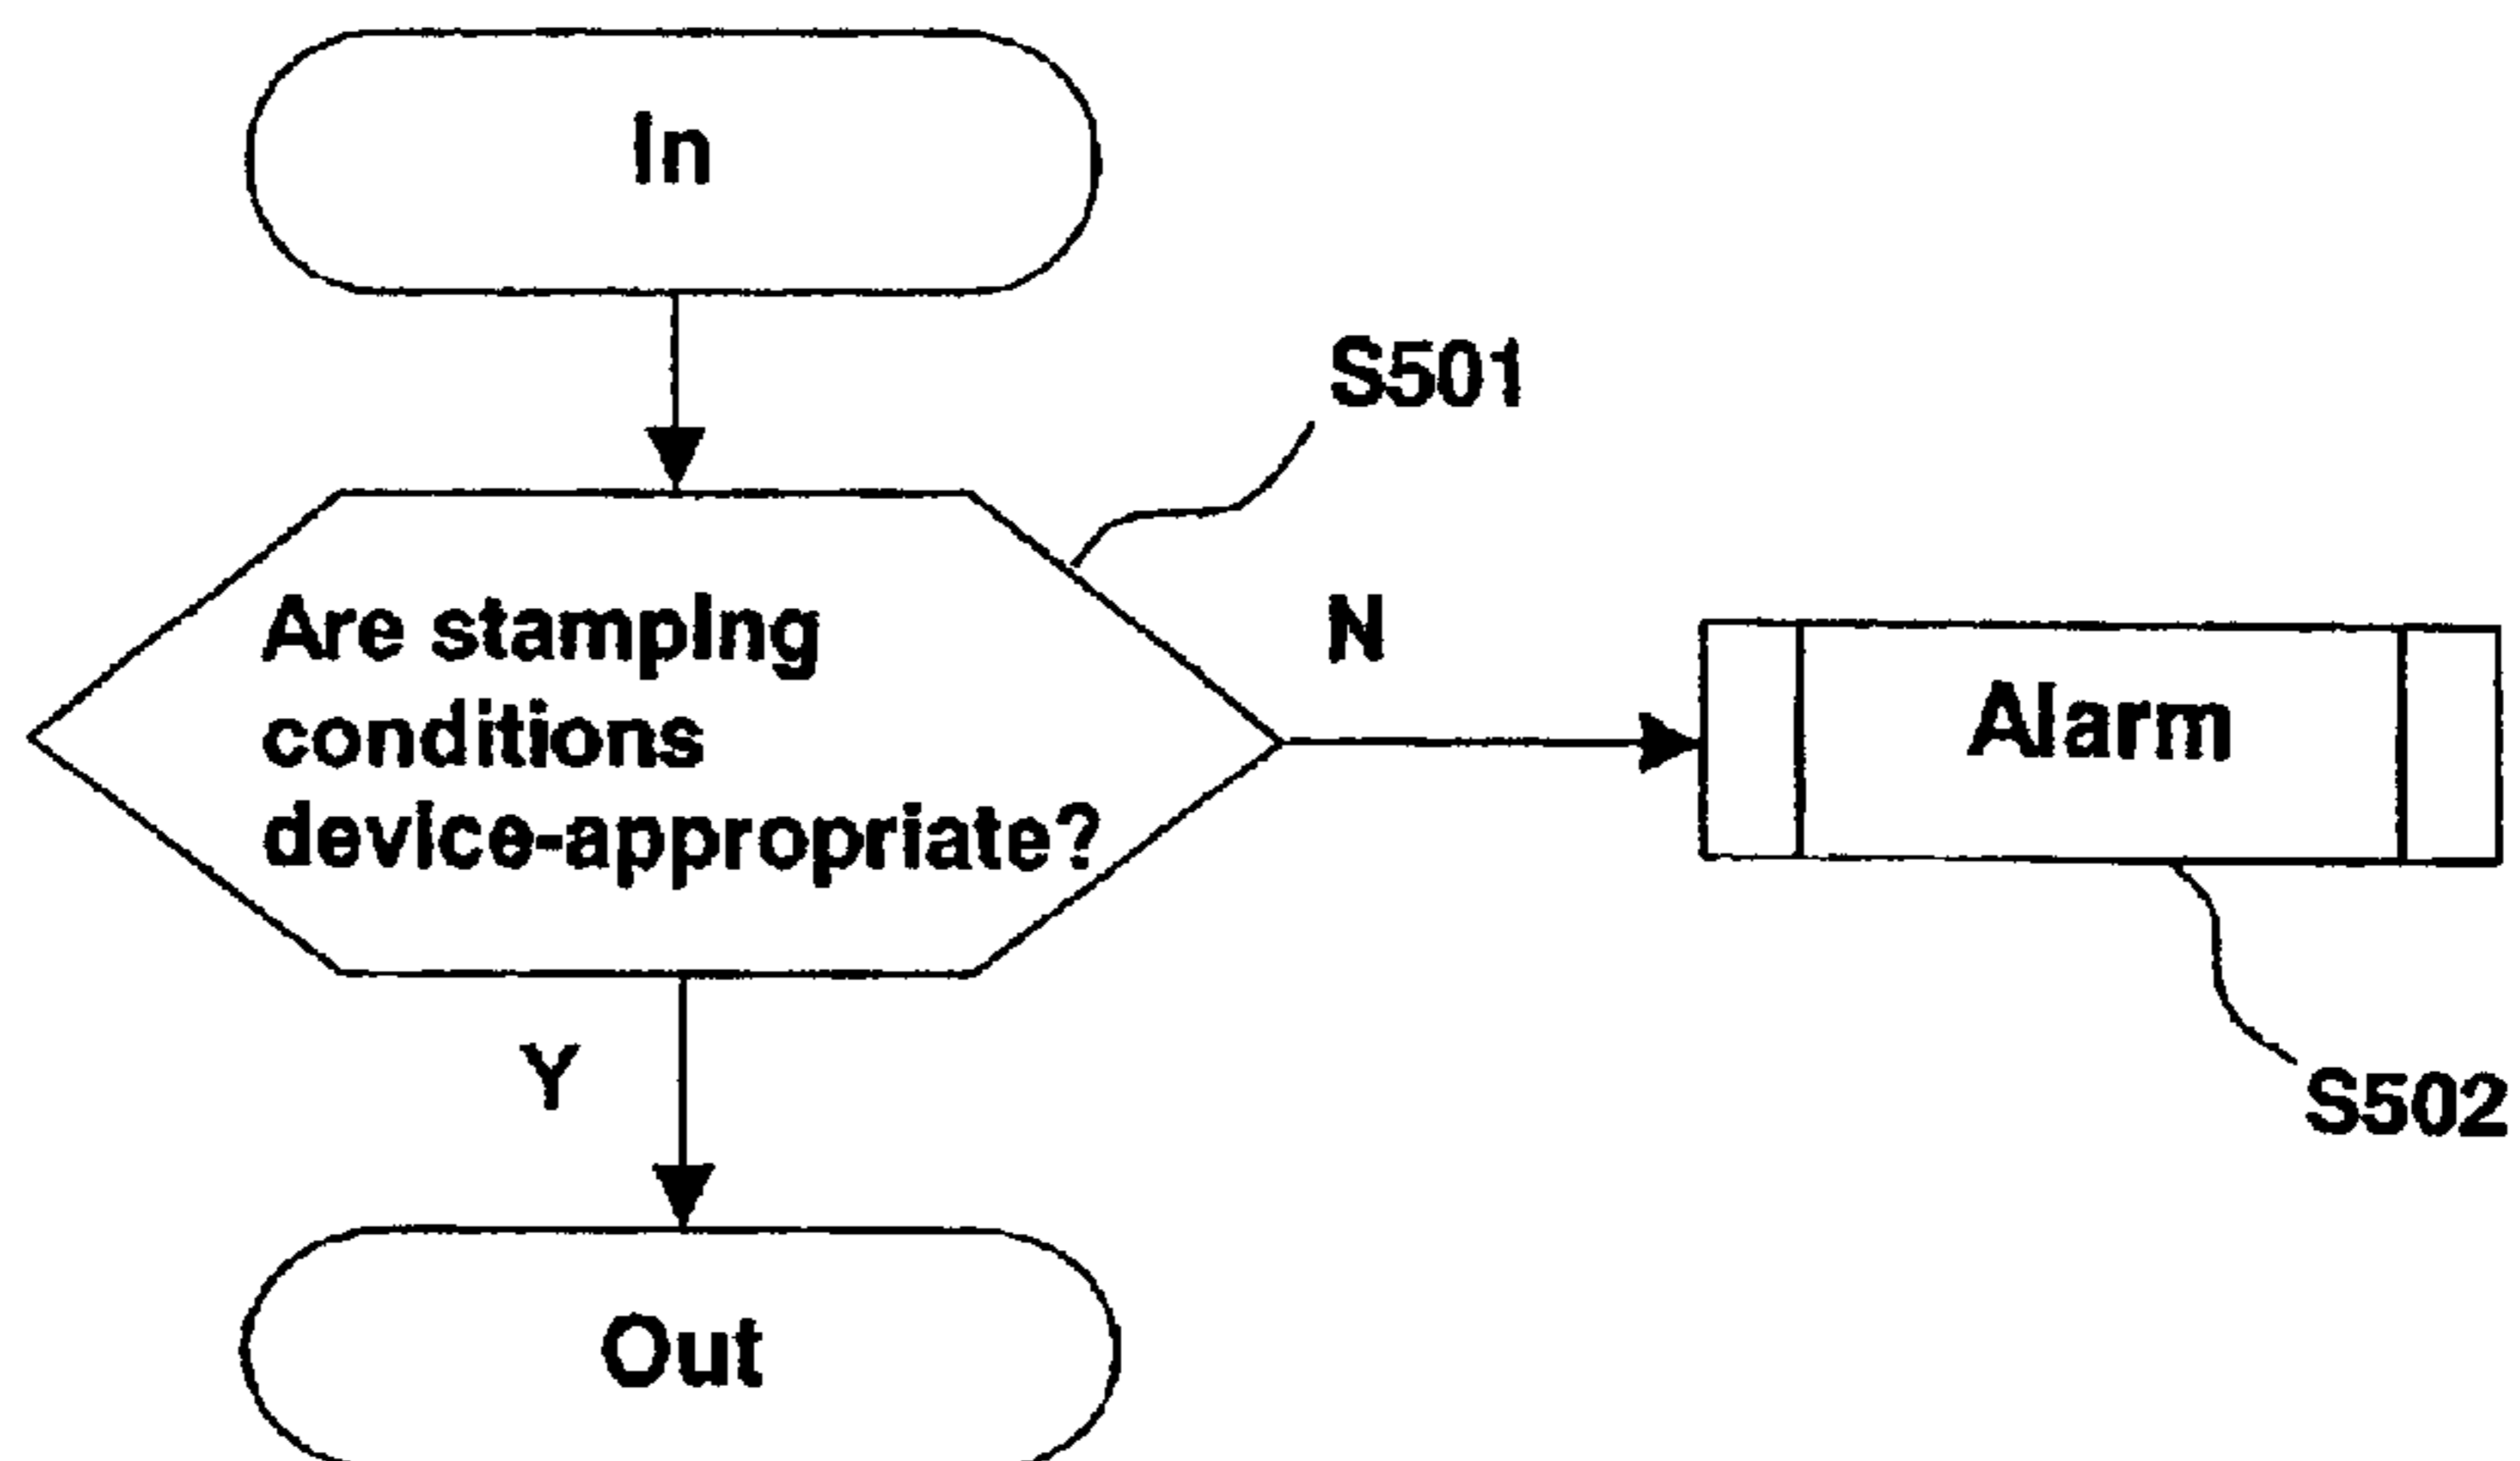 In
S501
Are stamping
conditions
device-appropriate?
N
Alarm
Y
S502
Out